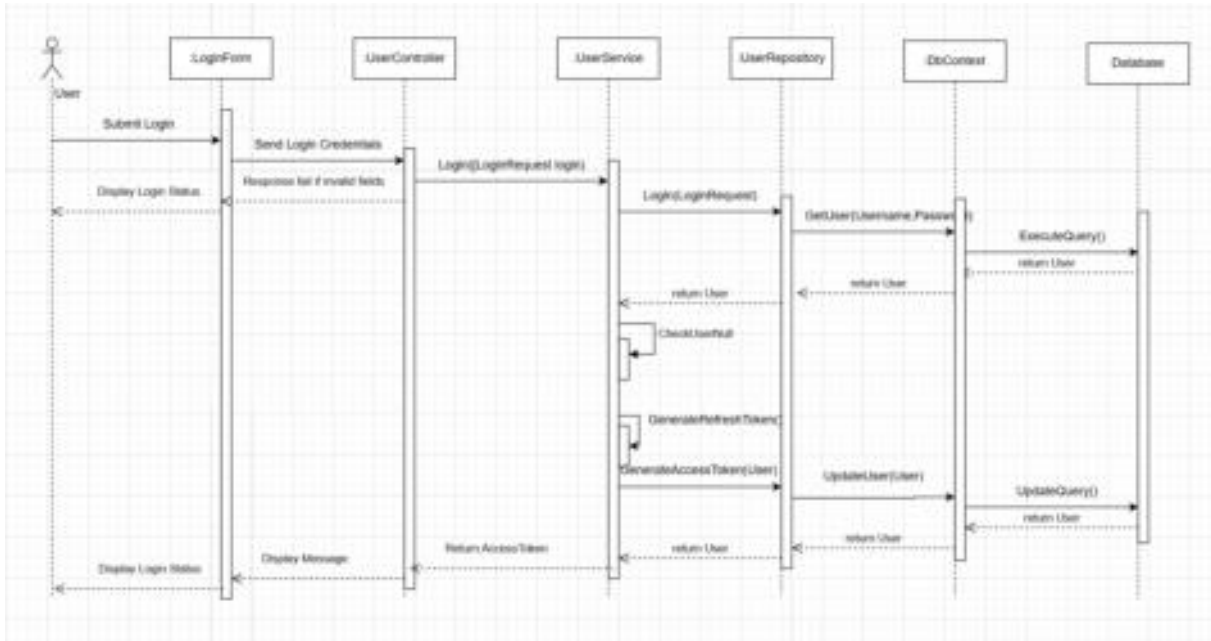 :LoginForm
:UserController
:UserService
:UserRepository
:DbContext
Database
User
Submit Login
Send Login Credentials
Login((LoginRequest login)
Response fail if invalid fields
Display Login Status
Login(LoginRequest)
GetUser(Username,Password)
ExecuteQuery()
return User
return User
return User
CheckUserNull
GenerateRefreshToken()
GenerateAccessToken(User)
UpdateUser(User)
UpdateQuery()
return User
return User
return User
Return AccessToken
Display Message
Display Login Status